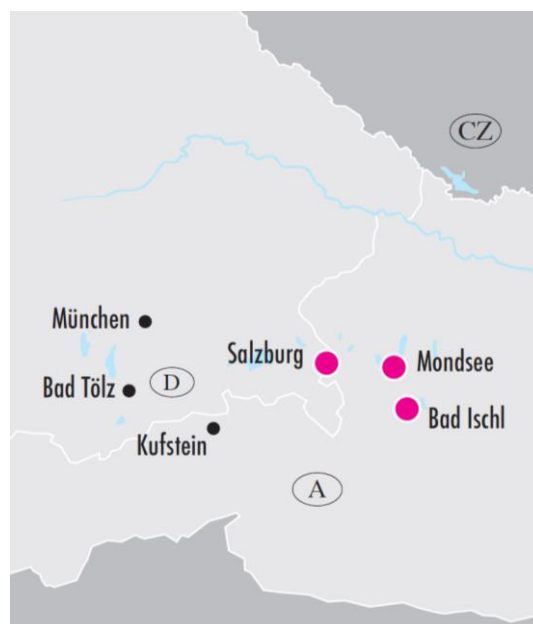 CZ
München
Salzburg
Mondsee
Bad Tölz
D
Bad Ischl
Kufstein
A